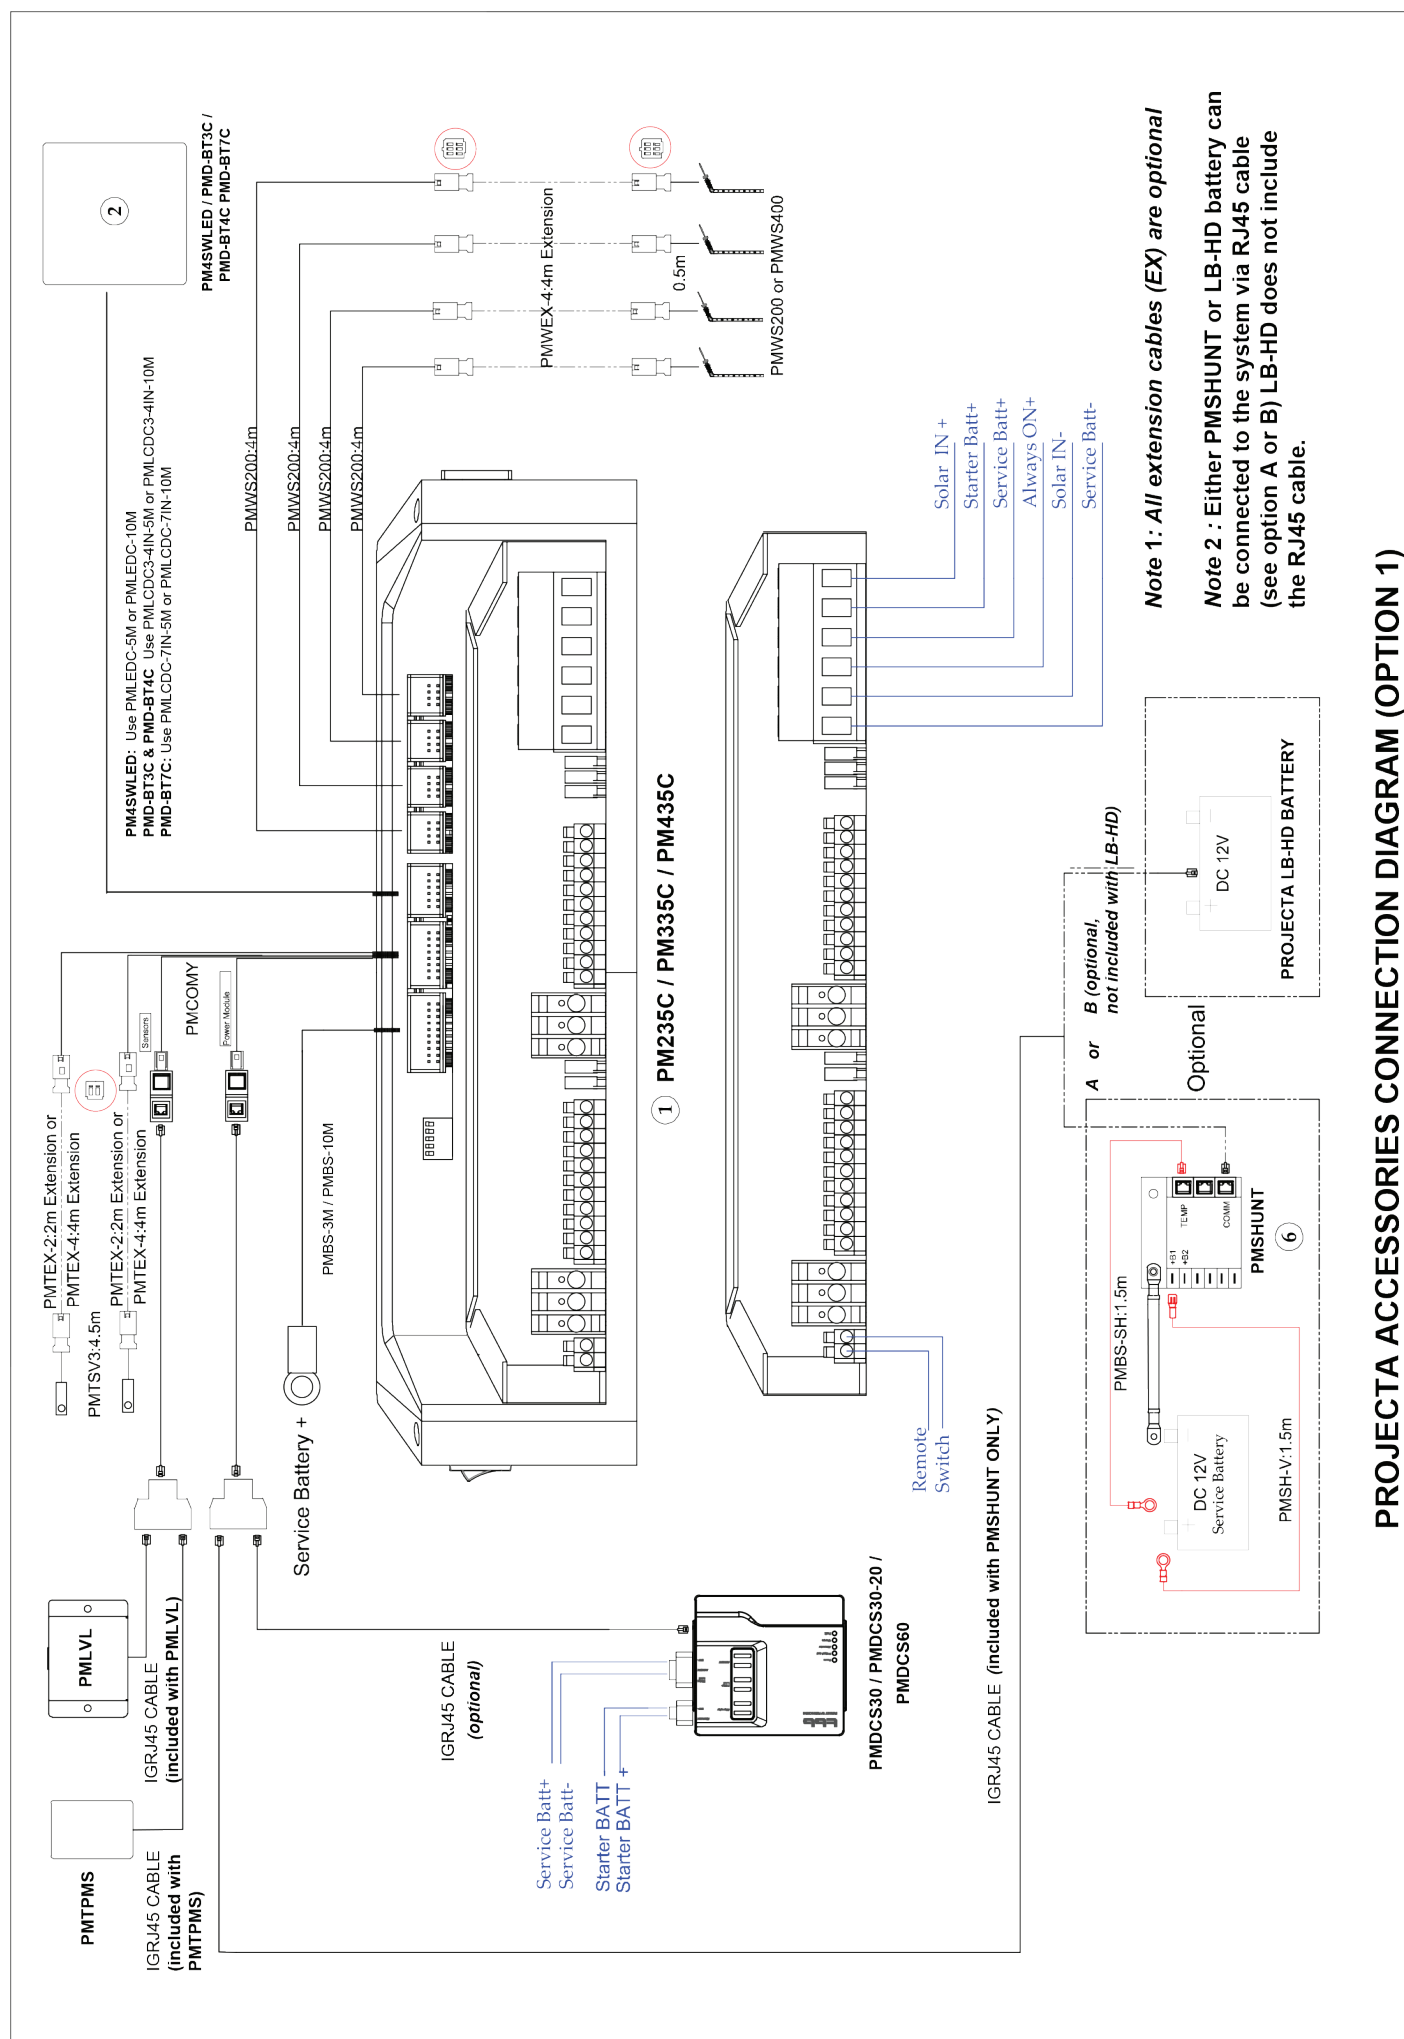 PMTPMS
IGRJ45 CABLE
(included with
PMTPMS)
PMLVL
IGRJ45 CABLE
(included with PMLVL)
PMTEX-2:2m Extension or
PMTEX-4:4m Extension
PMTSV3:4.5m
PMTEX-2:2m Extension or
PMTEX-4:4m Extension
Sensors
PMCOMY
Power Module
PM4SWLED: Use PMLEDC-5M or PMLEDC-10M
PMD-BT3C & PMD-BT4C Use PMLCDC3-4IN-5M or PMLCDC3-4IN-10M
PMD-BT7C: Use PMLCDC-7IN-5M or PMLCDC-7IN-10M
2
PM4SWLED / PMD-BT3C /
PMD-BT4C PMD-BT7C
PMWS200:4m
PMWS200:4m
PMWS200:4m
PMWS200:4m
PMWEX-4:4m Extension
0.5m
PMWS200 or PMWS400
Service Battery +
PMBS-3M / PMBS-10M
1 PM235C / PM335C / PM435C
IGRJ45 CABLE
(optional)
Service Batt+
Service Batt-
Starter BATT -
Starter BATT +
PMDCS30 / PMDCS30-20 /
PMDCS60
Remote
Switch
Solar IN +
Starter Batt+
Service Batt+
Always ON+
Solar IN-
Service Batt-
IGRJ45 CABLE (included with PMSHUNT ONLY)
A or B (optional,
not included with LB-HD)
PMBS-SH:1.5m
DC 12V
Service Battery
+
-
PMSH-V:1.5m
+B1
+B2
TEMP
COMM
PMSHUNT
6
Optional
DC 12V
+
-
PROJECTA LB-HD BATTERY
Note 1: All extension cables (EX) are optional
Note 2 : Either PMSHUNT or LB-HD battery can
be connected to the system via RJ45 cable
(see option A or B) LB-HD does not include
the RJ45 cable.
PROJECTA ACCESSORIES CONNECTION DIAGRAM (OPTION 1)